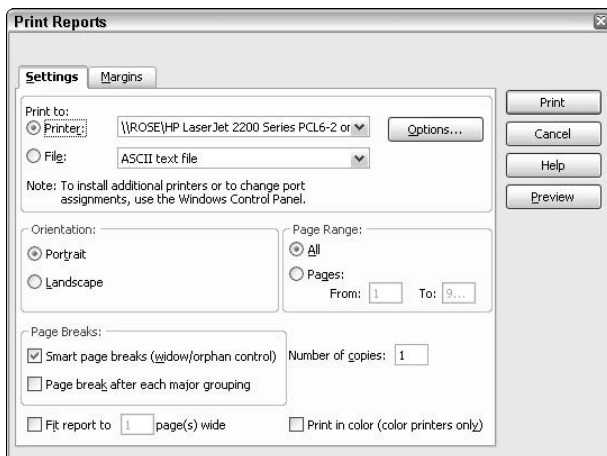 Print Reports
Settings Margins
Print to:
Printer: \\ROSE\HP LaserJet 2200 Series PCL6-2 or Options...
File: ASCII text file
Note: To install additional printers or to change port
assignments, use the Windows Control Panel.
Print
Cancel
Help
Preview
Orientation:
Portrait
Landscape
Page Range:
All
Pages:
From: 1 To: 9...
Page Breaks:
Smart page breaks (widow/orphan control)
Page break after each major grouping
Number of copies: 1
Fit report to 1 page(s) wide
Print in color (color printers only)